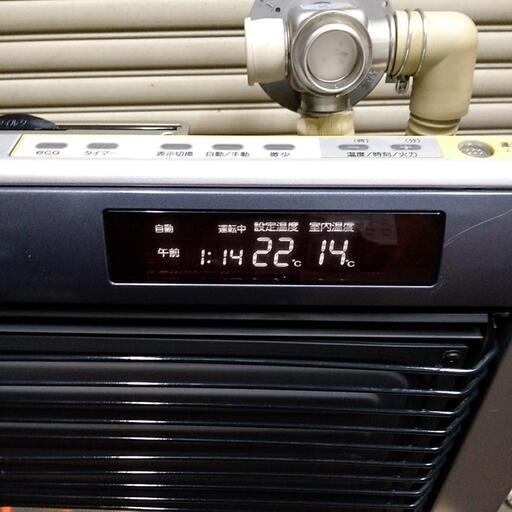 eco タイマー 表示切換 自動/手動 微少 (時) (分)
温度/時刻/火力
自動 運転中 設定温度 室内温度
午前 1:14 22℃ 14℃